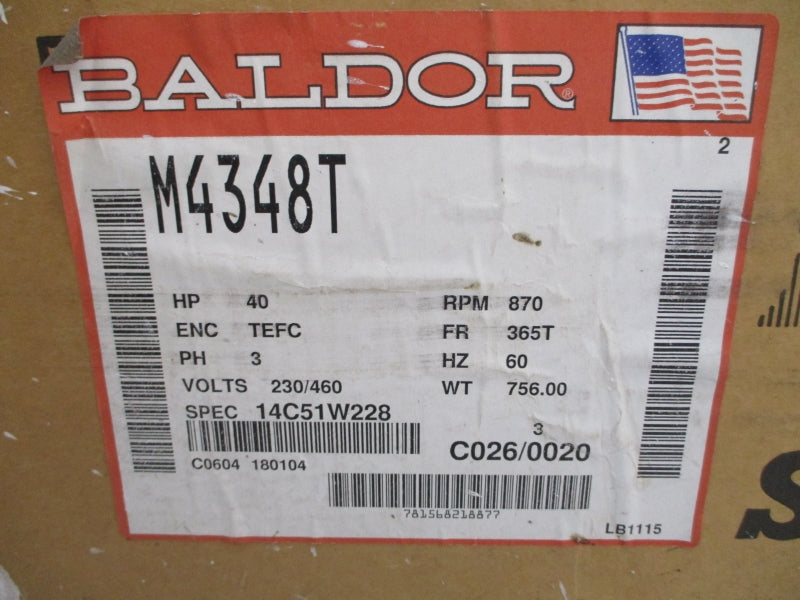 BALDOR®
2
M4348T
HP 40 RPM 870
ENC TEFC FR 365T
PH 3 HZ 60
VOLTS 230/460 WT 756.00
SPEC 14C51W228
3
C026/0020
C0604 180104
781568218877
LB1115
S